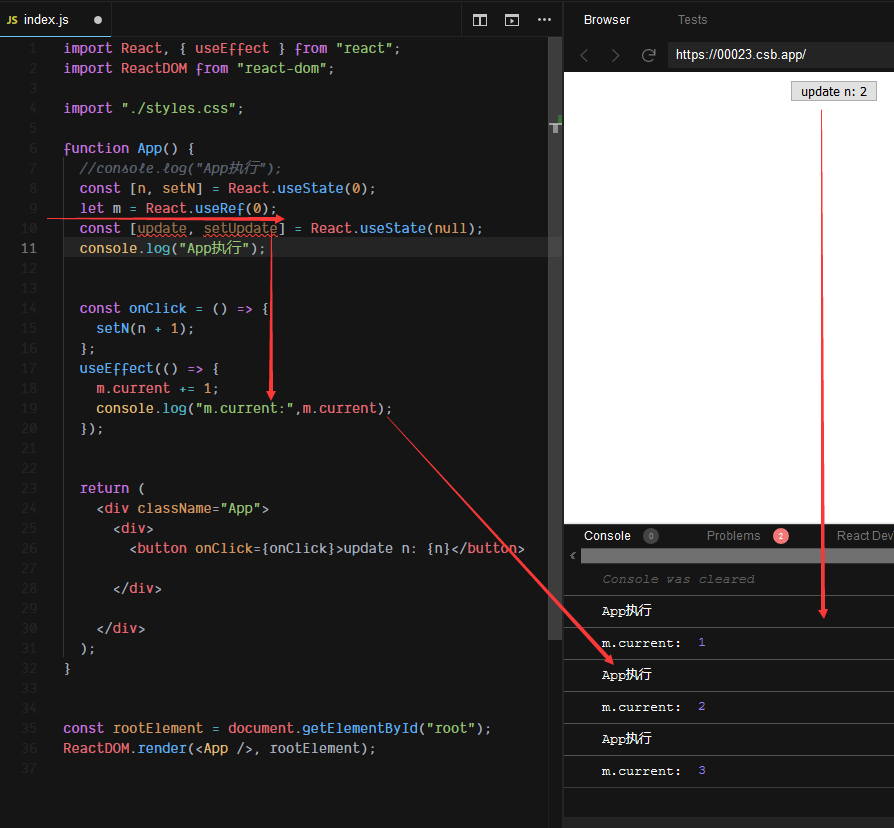 JS index.js
1 import React, { useEffect } from "react";
2 import ReactDOM from "react-dom";
3
4 import "./styles.css";
5
6 function App() {
7 //console.log("App执行");
8 const [n, setN] = React.useState(0);
9 let m = React.useRef(0);
10 const [update, setUpdate] = React.useState(null);
11 console.log("App执行");
12
13
14 const onClick = () => {
15 setN(n + 1);
16 };
17 useEffect(() => {
18 m.current += 1;
19 console.log("m.current:",m.current);
20 });
21
22
23 return (
24 <div className="App">
25 <div>
26 <button onClick={onClick}>update n: {n}</button>
27
28 </div>
29
30 </div>
31 );
32 }
33
34
35 const rootElement = document.getElementById("root");
36 ReactDOM.render(<App />, rootElement);
37
Browser Tests
https://00023.csb.app/
update n: 2
Console 0 Problems 2 React Dev
Console was cleared
App执行
m.current: 1
App执行
m.current: 2
App执行
m.current: 3